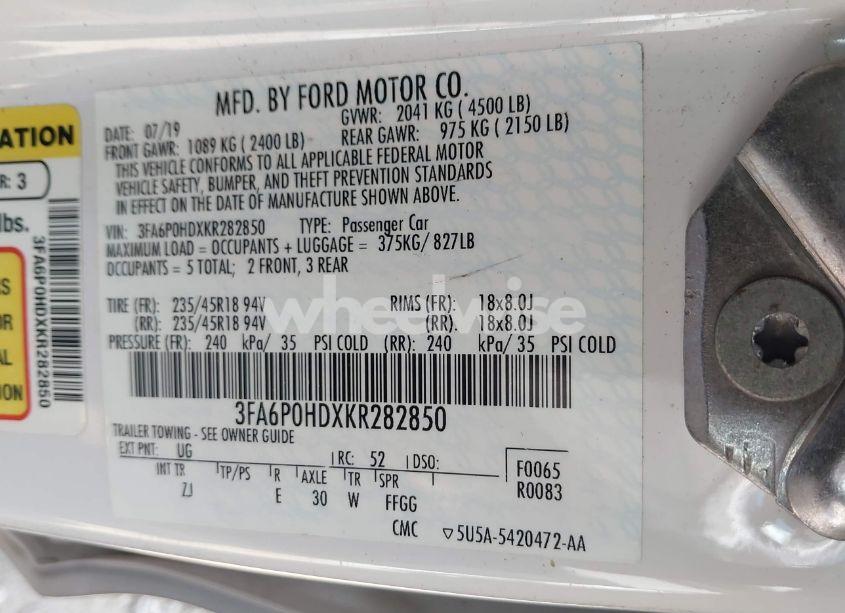 MFD. BY FORD MOTOR CO.
DATE: 07/19
GVWR: 2041 KG ( 4500 LB)
FRONT GAWR: 1089 KG ( 2400 LB)
REAR GAWR: 975 KG ( 2150 LB)
THIS VEHICLE CONFORMS TO ALL APPLICABLE FEDERAL MOTOR
VEHICLE SAFETY, BUMPER, AND THEFT PREVENTION STANDARDS
IN EFFECT ON THE DATE OF MANUFACTURE SHOWN ABOVE.
VIN: 3FA6P0HDXKR282850 TYPE: Passenger Car
MAXIMUM LOAD = OCCUPANTS + LUGGAGE = 375KG/ 827LB
OCCUPANTS = 5 TOTAL; 2 FRONT, 3 REAR
TIRE (FR): 235/45R18 94V RIMS (FR): 18x8.0J
(RR): 235/45R18 94V (RR): 18x8.0J
PRESSURE (FR): 240 kPa/ 35 PSI COLD (RR): 240 kPa/ 35 PSI COLD
wheelwise
3FA6P0HDXKR282850
TRAILER TOWING - SEE OWNER GUIDE
EXT PNT: UG RC: 52 DSO: F0065
INT TR TP/PS R AXLE TR SPR R0083
ZJ E 30 W FFGG
CMC ▽5U5A-5420472-AA
ATION
R: 3
lbs.
RS
OR
AL
TION
3FA6P0HDXKR282850